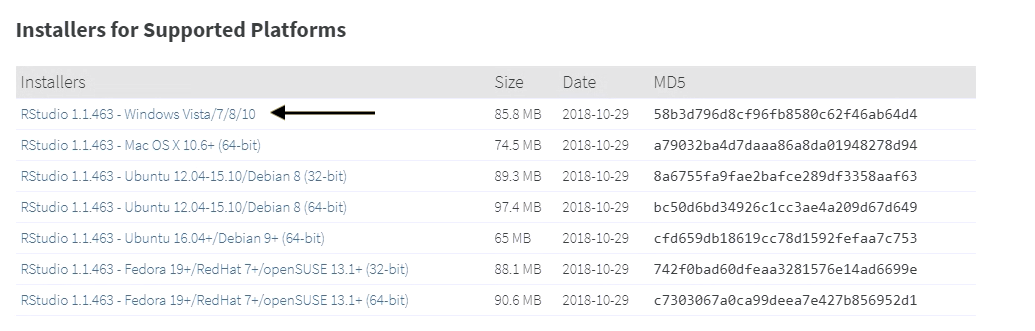 Installers for Supported Platforms
Installers Size Date MD5
RStudio 1.1.463 - Windows Vista/7/8/10 85.8 MB 2018-10-29 58b3d796d8cf96fb8580c62f46ab64d4
RStudio 1.1.463 - Mac OS X 10.6+ (64-bit) 74.5 MB 2018-10-29 a79032ba4d7daaa86a8da01948278d94
RStudio 1.1.463 - Ubuntu 12.04-15.10/Debian 8 (32-bit) 89.3 MB 2018-10-29 8a6755fa9fae2bafce289df3358aaf63
RStudio 1.1.463 - Ubuntu 12.04-15.10/Debian 8 (64-bit) 97.4 MB 2018-10-29 bc50d6bd34926c1cc3ae4a209d67d649
RStudio 1.1.463 - Ubuntu 16.04+/Debian 9+ (64-bit) 65 MB 2018-10-29 cfd659db18619cc78d1592fefaa7c753
RStudio 1.1.463 - Fedora 19+/RedHat 7+/openSUSE 13.1+ (32-bit) 88.1 MB 2018-10-29 742f0bad60dfeaa3281576e14ad6699e
RStudio 1.1.463 - Fedora 19+/RedHat 7+/openSUSE 13.1+ (64-bit) 90.6 MB 2018-10-29 c7303067a0ca99deea7e427b856952d1